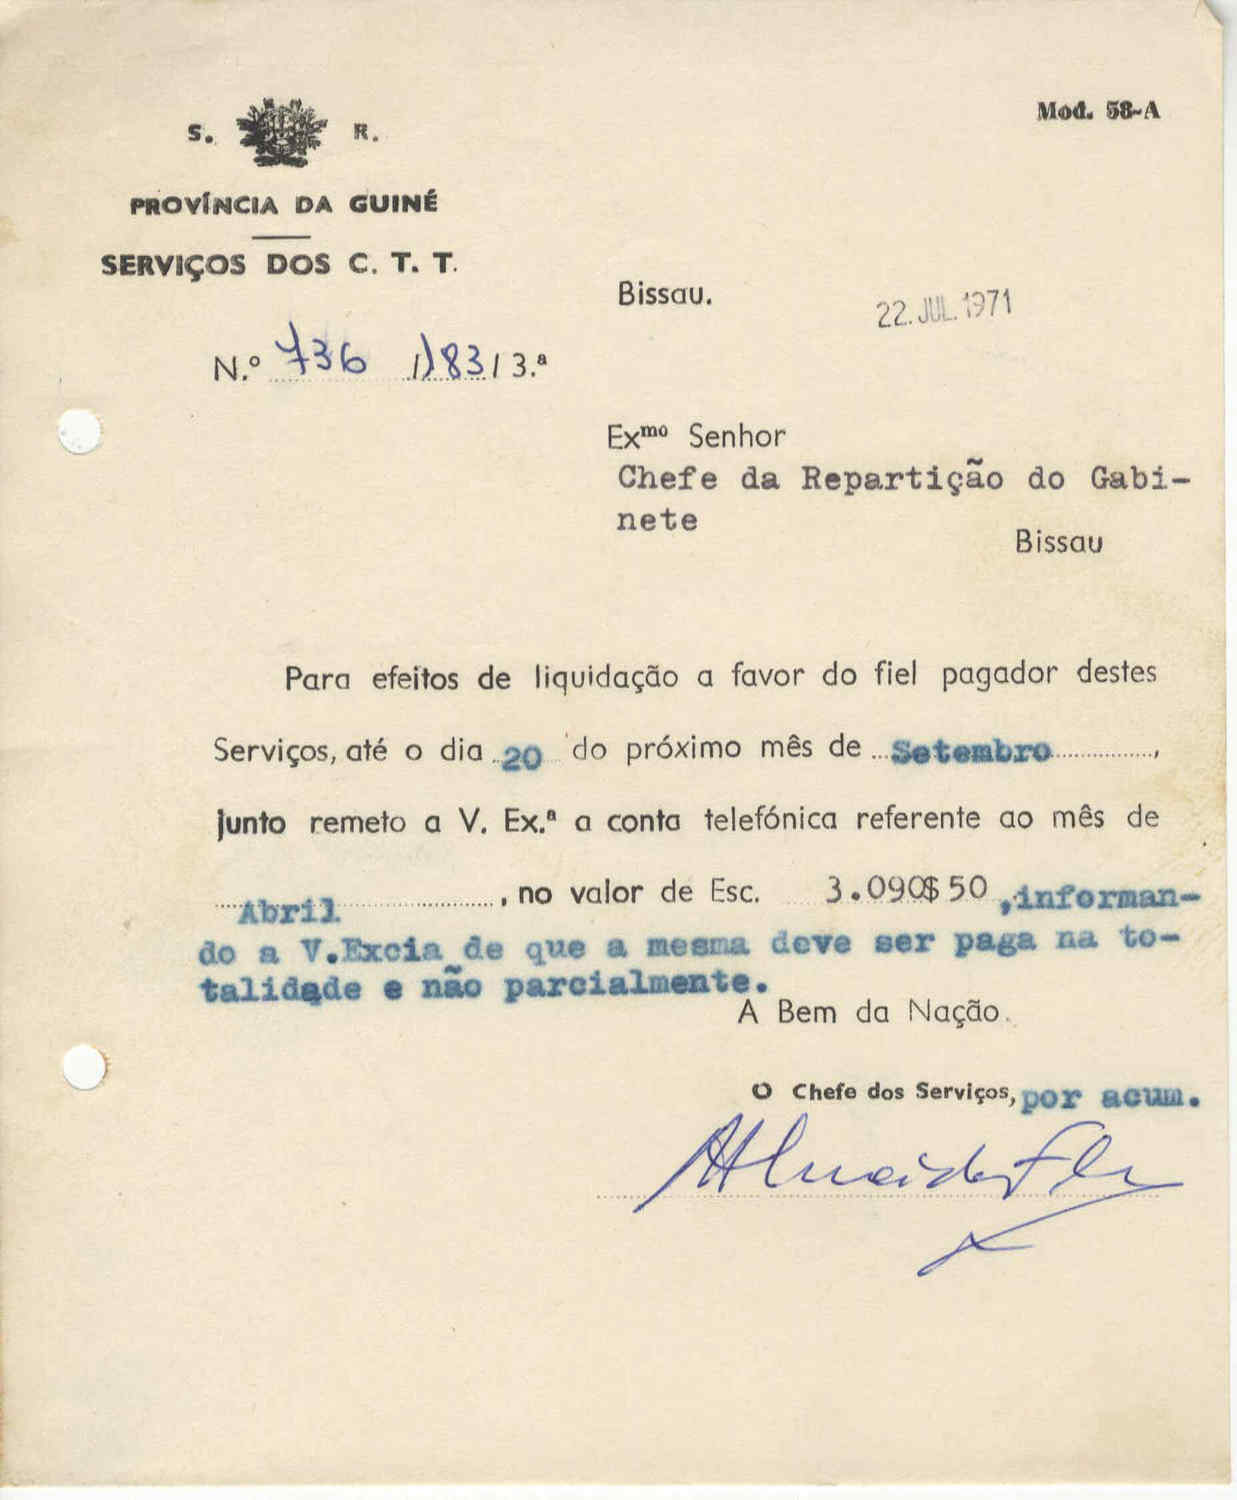 Mod. 58-A
S. R.
PROVÍNCIA DA GUINÉ
SERVIÇOS DOS C. T. T.
Bissau.
22. JUL. 1971
N.º 736 /183/3.ª
Exᵐᵒ Senhor
Chefe da Repartição do Gabi-
nete
Bissau
Para efeitos de liquidação a favor do fiel pagador destes
Serviços, até o dia 20 do próximo mês de Setembro,
junto remeto a V. Ex.ª a conta telefónica referente ao mês de
Abril, no valor de Esc. 3.090$50 ,informan-
do a V.Excia de que a mesma deve ser paga na to-
talidade e não parcialmente.
A Bem da Nação.
O Chefe dos Serviços, por acum.